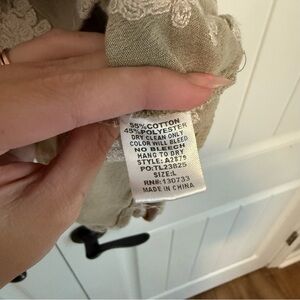 55%COTTON
45%POLYESTER
DRY CLEAN ONLY
COLOR WILL BLEED
NO BLEECH
HANG TO DRY
STYLE: A2879
PO:TL23825
SIZE:L
RN#:130733
MADE IN CHINA